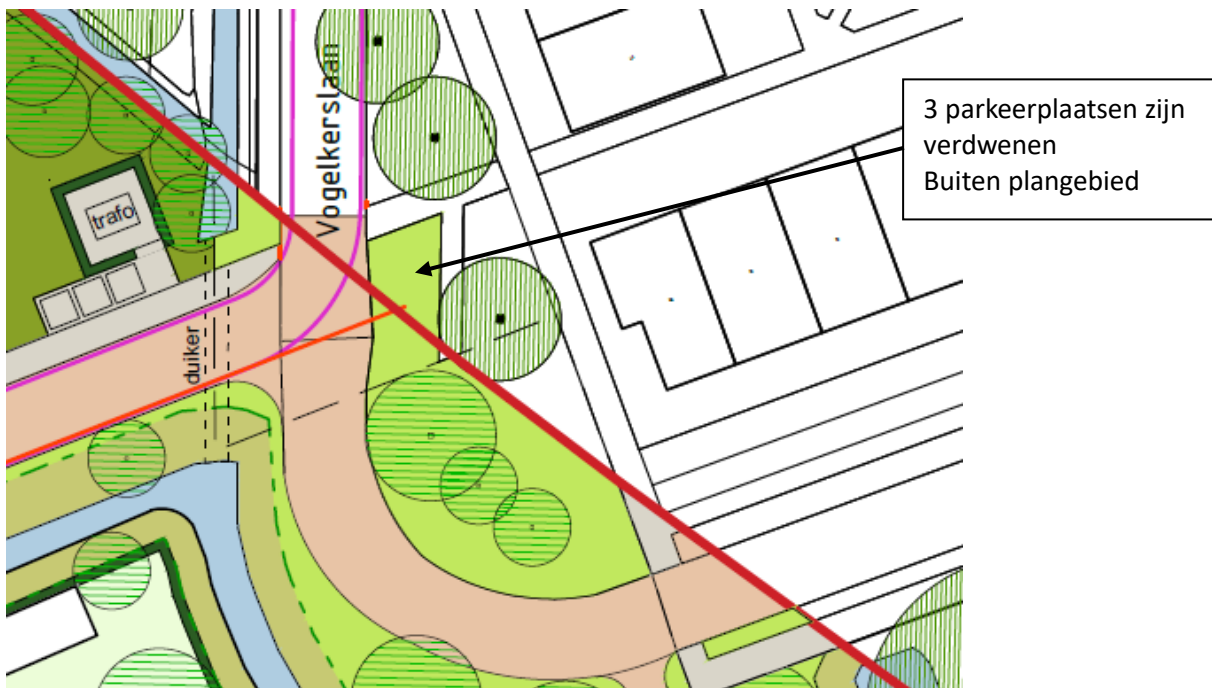 Vogelkerslaan
3 parkeerplaatsen zijn
verdwenen
Buiten plangebied
trafo
duiker